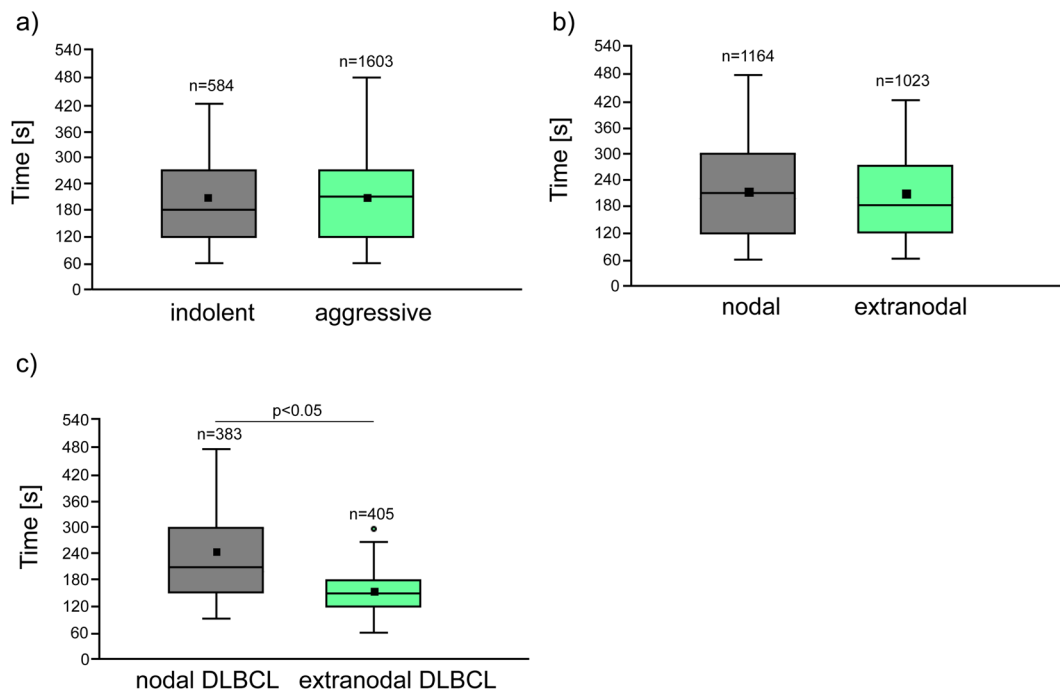 a)
540
480
420
360
300
240
180
120
60
0
Time [s]
n=584
n=1603
indolent aggressive
b)
540
480
420
360
300
240
180
120
60
0
Time [s]
n=1164
n=1023
nodal extranodal
c)
540
480
420
360
300
240
180
120
60
0
Time [s]
p<0.05
n=383
n=405
nodal DLBCL extranodal DLBCL